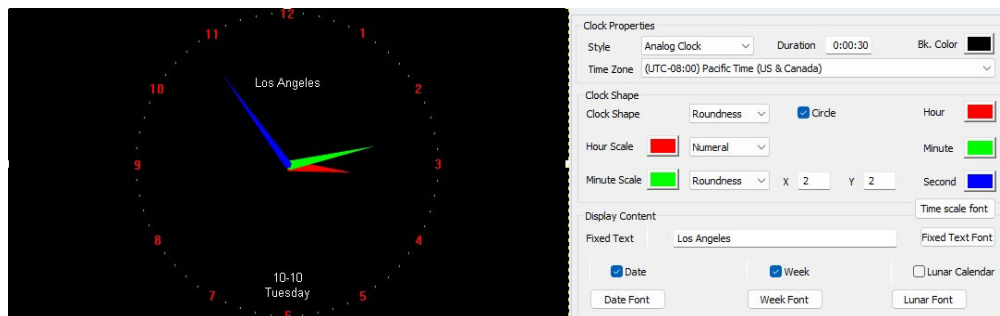 12
11
1
10
Los Angeles
2
9
3
8
4
10-10
7
Tuesday
5
6
Clock Properties
Style
Analog Clock
Duration
0:00:30
Bk. Color
Time Zone
(UTC-08:00) Pacific Time (US & Canada)
Clock Shape
Clock Shape
Roundness
Circle
Hour
Hour Scale
Numeral
Minute
Minute Scale
Roundness
X
2
Y
2
Second
Time scale font
Display Content
Fixed Text
Los Angeles
Fixed Text Font
Date
Week
Lunar Calendar
Date Font
Week Font
Lunar Font